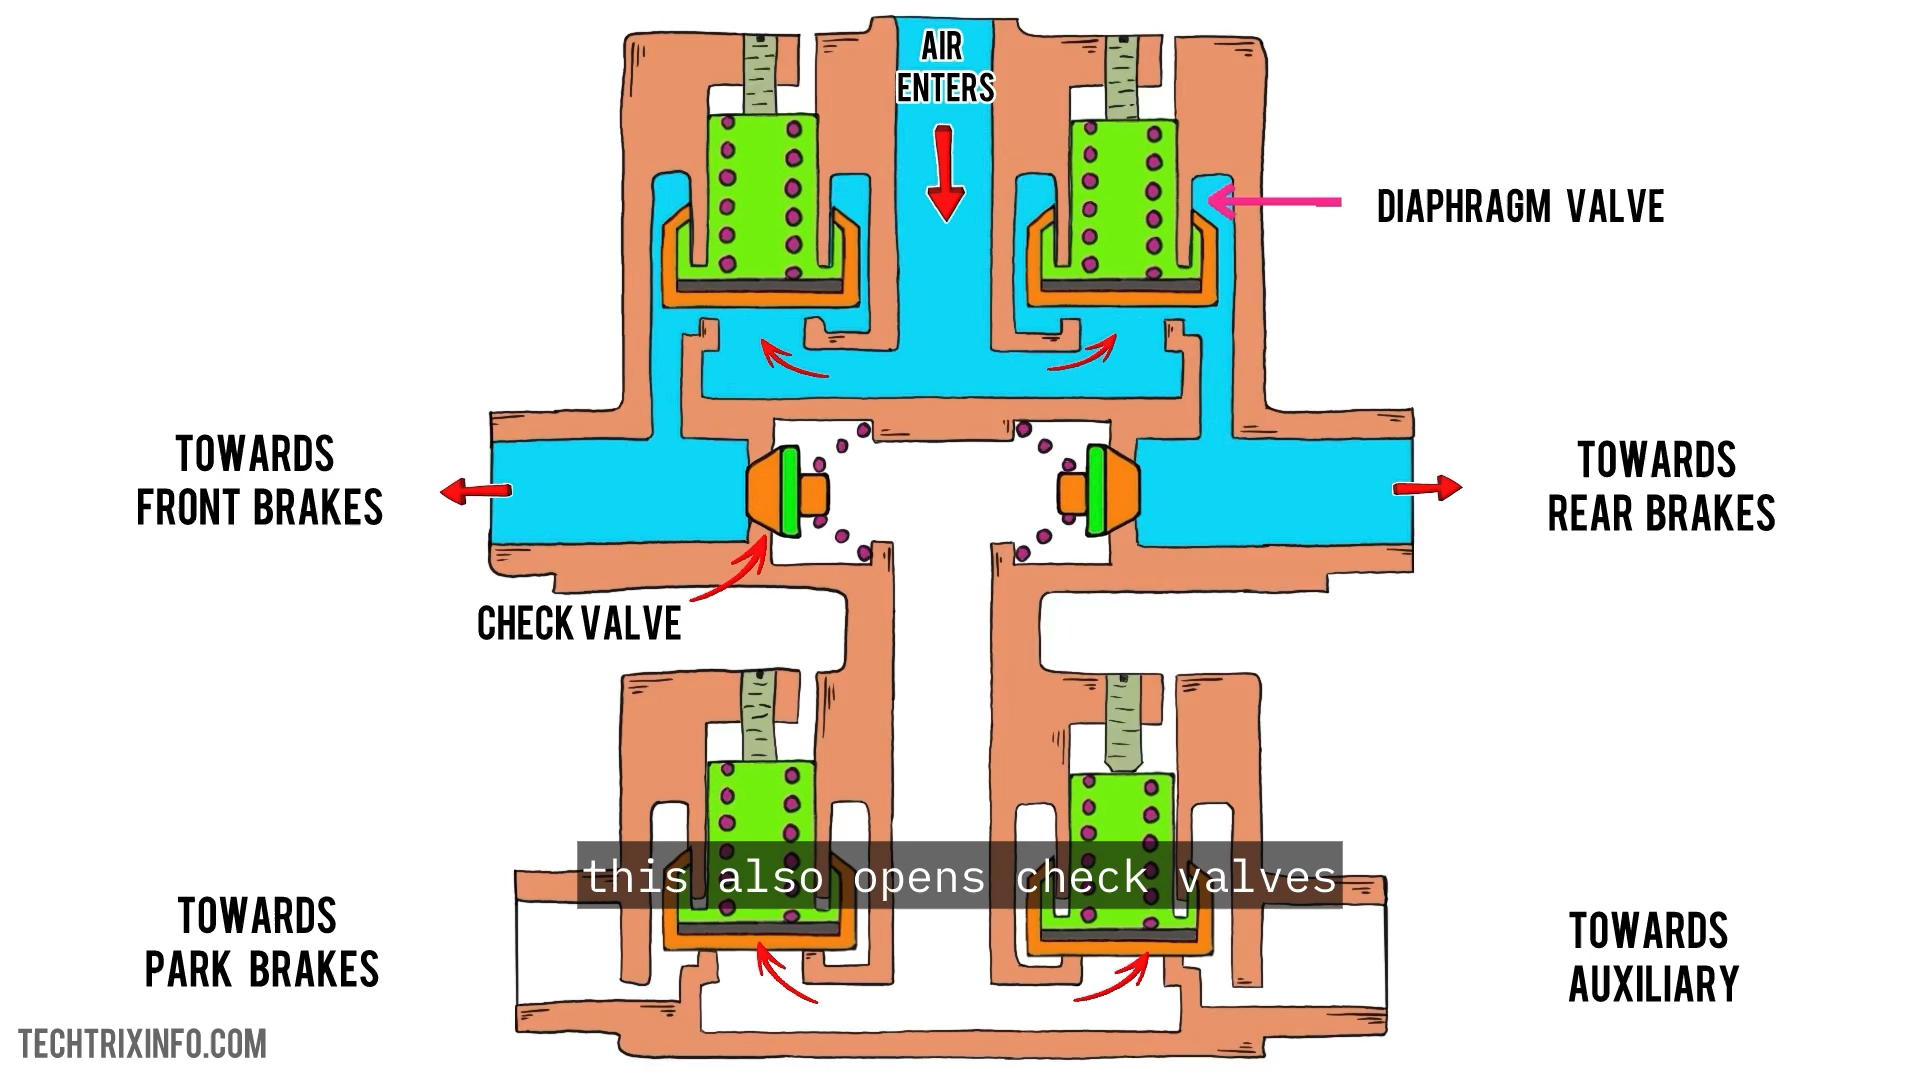 AIR
ENTERS
DIAPHRAGM VALVE
TOWARDS
FRONT BRAKES
TOWARDS
REAR BRAKES
CHECK VALVE
this also opens check valves
TOWARDS
PARK BRAKES
TOWARDS
AUXILIARY
TECHTRIXINFO.COM